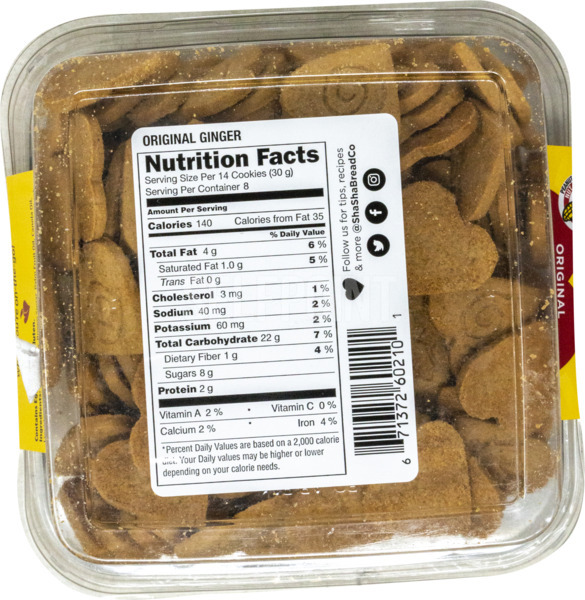 ORIGINAL GINGER
Nutrition Facts
Serving Size Per 14 Cookies (30 g)
Serving Per Container 8
Amount Per Serving
Calories 140 Calories from Fat 35
% Daily Value
Total Fat 4 g 6 %
Saturated Fat 1.0 g 5 %
Trans Fat 0 g
Cholesterol 3 mg 1 %
Sodium 40 mg 2 %
Potassium 60 mg 2 %
Total Carbohydrate 22 g 7 %
Dietary Fiber 1 g 4 %
Sugars 8 g
Protein 2 g
Vitamin A 2 % • Vitamin C 0 %
Calcium 2 % • Iron 4 %
*Percent Daily Values are based on a 2,000 calorie
diet. Your Daily values may be higher or lower
depending on your calorie needs.
Follow us for tips, recipes
& more @ShaShaBreadCo
6 71372 60210 1
ORIGINAL